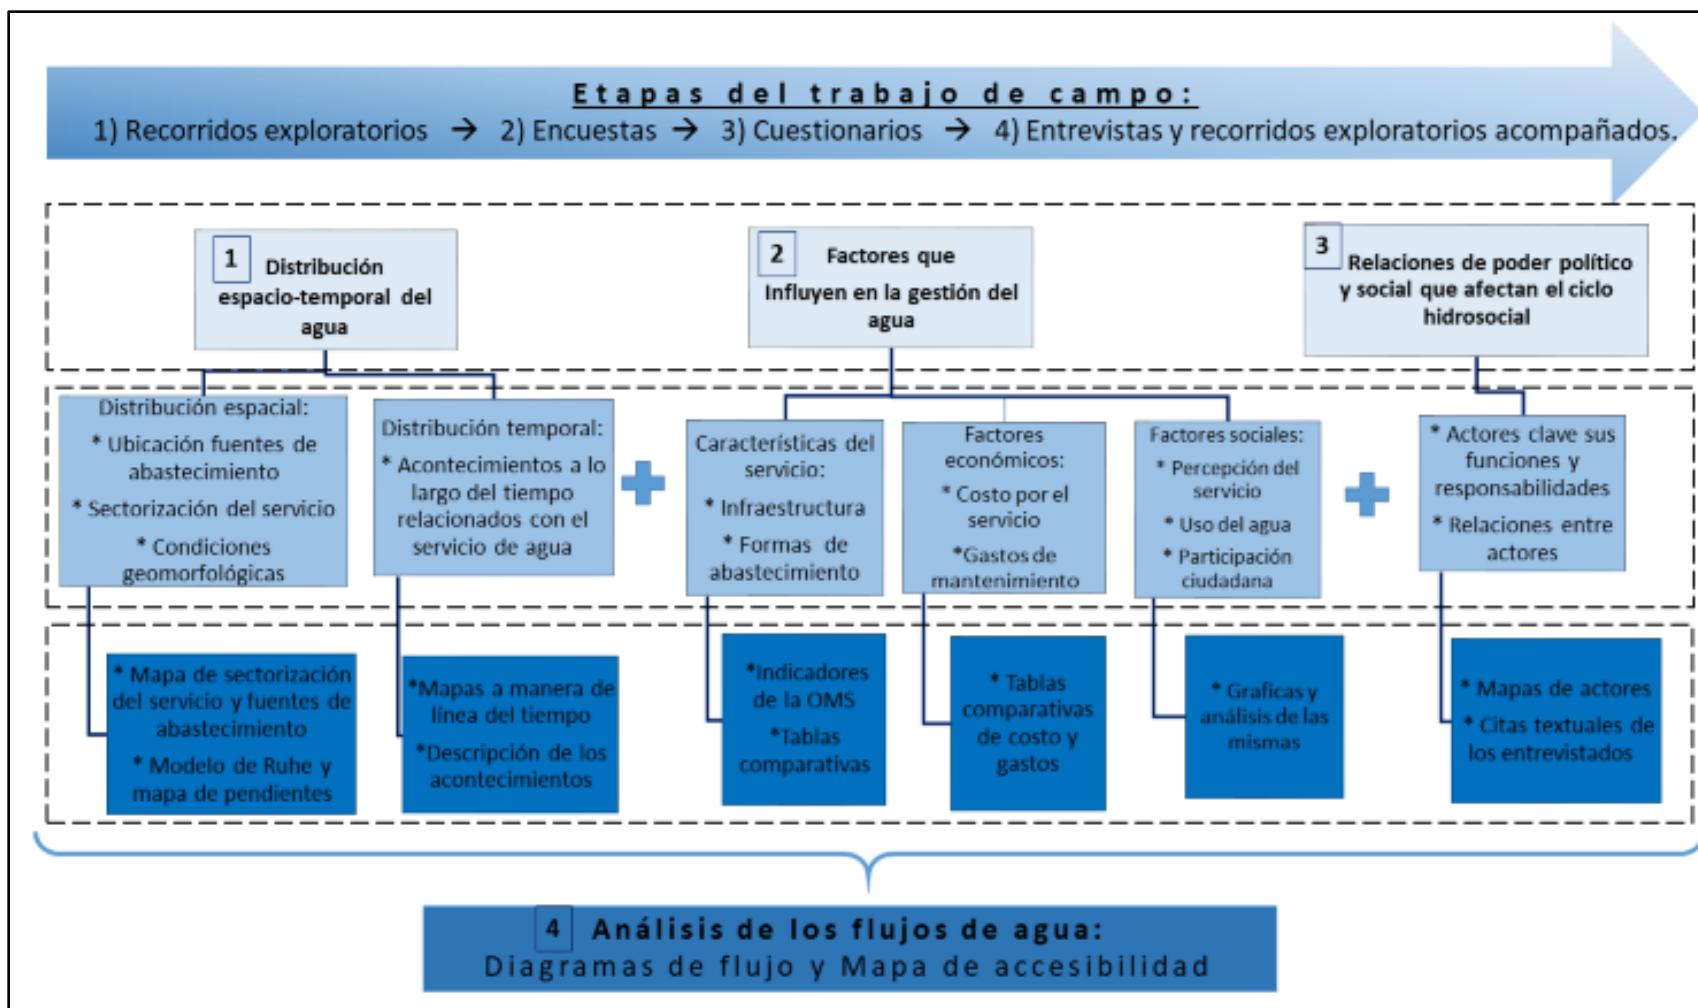 Etapas del trabajo de campo:
1) Recorridos exploratorios → 2) Encuestas → 3) Cuestionarios → 4) Entrevistas y recorridos exploratorios acompañados.
1
Distribución
espacio-temporal del
agua
2
Factores que
Influyen en la gestión del
agua
3
Relaciones de poder político
y social que afectan el ciclo
hidrosocial
Distribución espacial:
* Ubicación fuentes de
abastecimiento
* Sectorización del servicio
* Condiciones
geomorfológicas
Distribución temporal:
* Acontecimientos a lo
largo del tiempo
relacionados con el
servicio de agua
Características del
servicio:
* Infraestructura
* Formas de
abastecimiento
Factores
económicos:
* Costo por el
servicio
*Gastos de
mantenimiento
Factores sociales:
* Percepción del
servicio
* Uso del agua
* Participación
ciudadana
* Actores clave sus
funciones y
responsabilidades
* Relaciones entre
actores
* Mapa de sectorización
del servicio y fuentes de
abastecimiento
* Modelo de Ruhe y
mapa de pendientes
*Mapas a manera de
línea del tiempo
*Descripción de los
acontecimientos
*Indicadores
de la OMS
*Tablas
comparativas
* Tablas
comparativas
de costo y
gastos
* Graficas y
análisis de las
mismas
* Mapas de actores
* Citas textuales de
los entrevistados
4
Análisis de los flujos de agua:
Diagramas de flujo y Mapa de accesibilidad